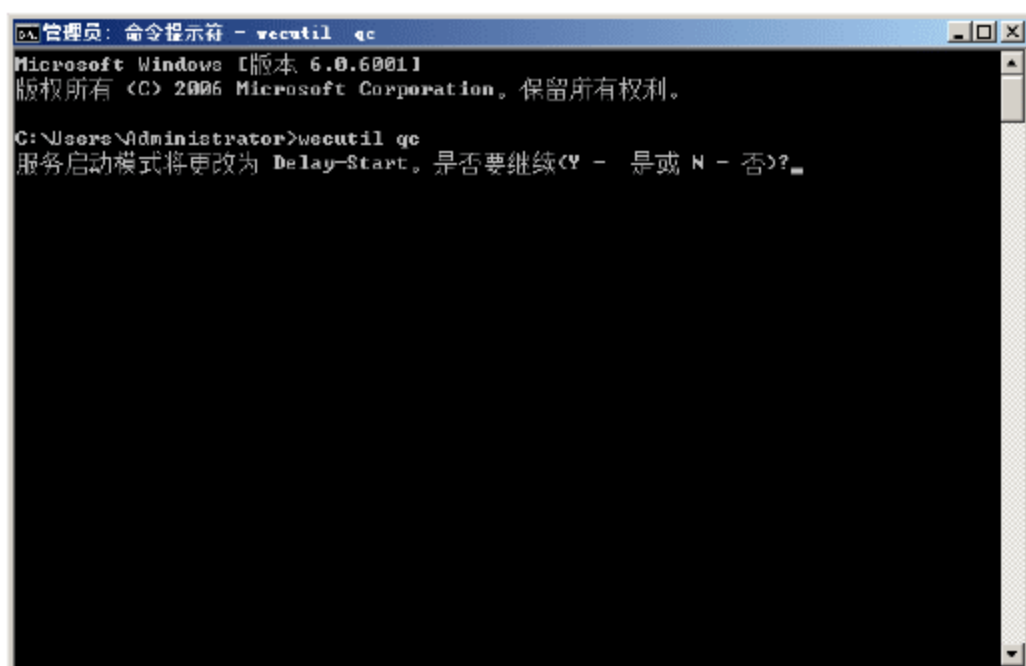 管理员: 命令提示符 - wecutil  qc
Microsoft Windows [版本 6.0.6001]
版权所有 (C) 2006 Microsoft Corporation。保留所有权利。
C:\Users\Administrator>wecutil qc
服务启动模式将更改为 Delay-Start。是否要继续(Y -  是或 N - 否)?